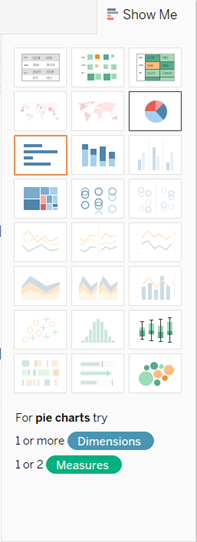 Show Me
For pie charts try
1 or more Dimensions
1 or 2 Measures